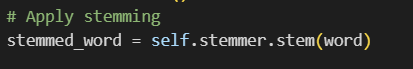 # Apply stemming
stemmed_word = self.stemmer.stem(word)